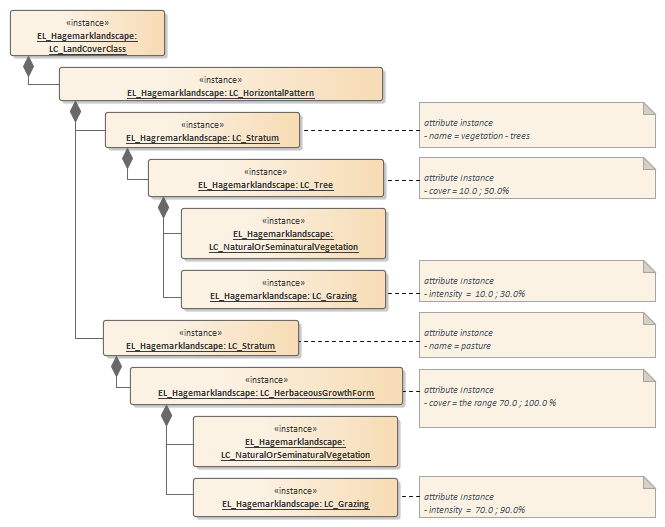 «instance»
EL_Hagemarklandscape:
LC_LandCoverClass
«instance»
EL_Hagemarklandscape: LC_HorizontalPattern
«instance»
EL_Hagremarklandscape: LC_Stratum
attribute instance
- name = vegetation - trees
«instance»
EL_Hagemarklandscape: LC_Tree
attribute Instance
- cover = 10.0 ; 50.0%
«instance»
EL_Hagemarklandscape:
LC_NaturalOrSeminaturalVegetation
«instance»
EL_Hagemarklandscape: LC_Grazing
attribute Instance
- intensity = 10.0 ; 30.0%
«instance»
EL_Hagemarklandscape: LC_Stratum
attribute instance
- name = pasture
«instance»
EL_Hagemarklandscape: LC_HerbaceousGrowthForm
attribute Instance
- cover = the range 70.0 ; 100.0 %
«instance»
EL_Hagemarklandscape:
LC_NaturalOrSeminaturalVegetation
«instance»
EL_Hagemarklandscape: LC_Grazing
attribute Instance
- intensity = 70.0 ; 90.0%